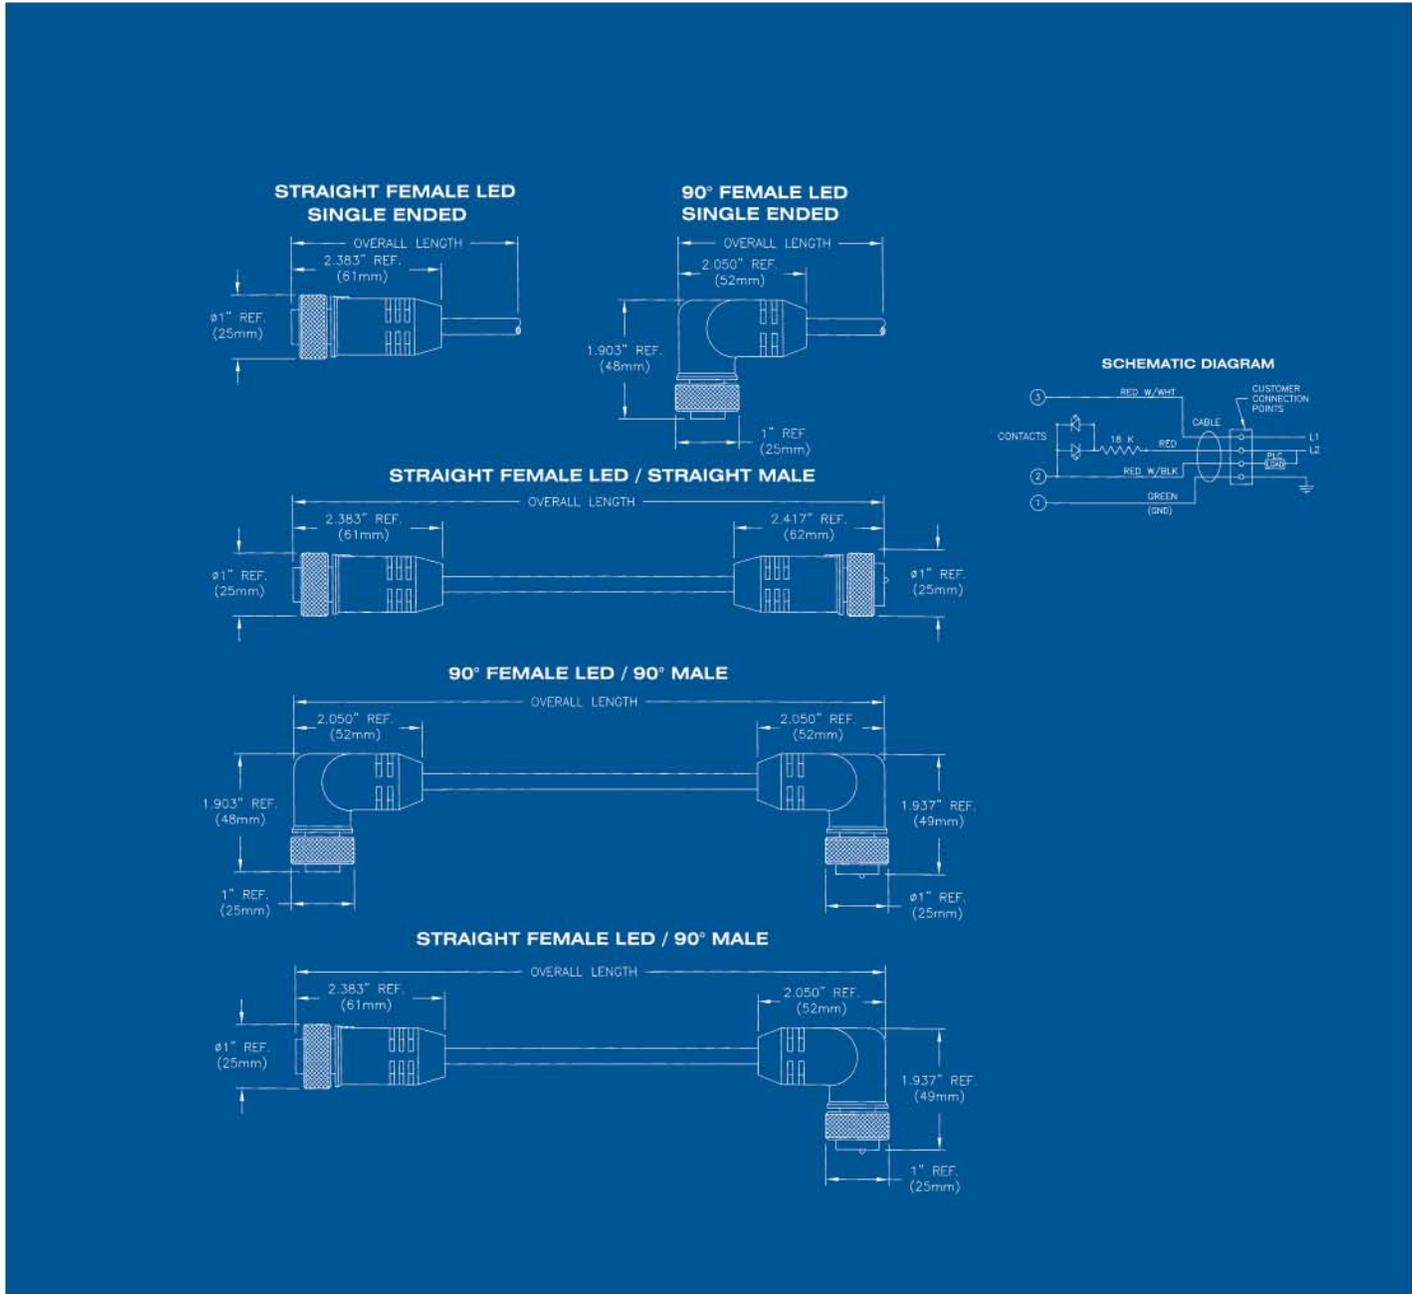 STRAIGHT FEMALE LED
SINGLE ENDED
OVERALL LENGTH
2.383" REF.
(61mm)
ø1" REF.
(25mm)
90° FEMALE LED
SINGLE ENDED
OVERALL LENGTH
2.050" REF.
(52mm)
1.903" REF.
(48mm)
1" REF.
(25mm)
SCHEMATIC DIAGRAM
3
RED W/WHT
CUSTOMER
CONNECTION
POINTS
CABLE
CONTACTS
18 K
RED
L1
L2
PLC
LOAD
2
RED W/BLK
1
GREEN
(GND)
STRAIGHT FEMALE LED / STRAIGHT MALE
OVERALL LENGTH
2.383" REF.
(61mm)
2.417" REF.
(62mm)
ø1" REF.
(25mm)
ø1" REF.
(25mm)
90° FEMALE LED / 90° MALE
OVERALL LENGTH
2.050" REF.
(52mm)
2.050" REF.
(52mm)
1.903" REF.
(48mm)
1.937" REF.
(49mm)
1" REF.
(25mm)
ø1" REF.
(25mm)
STRAIGHT FEMALE LED / 90° MALE
OVERALL LENGTH
2.383" REF.
(61mm)
2.050" REF.
(52mm)
ø1" REF.
(25mm)
1.937" REF.
(49mm)
1" REF.
(25mm)